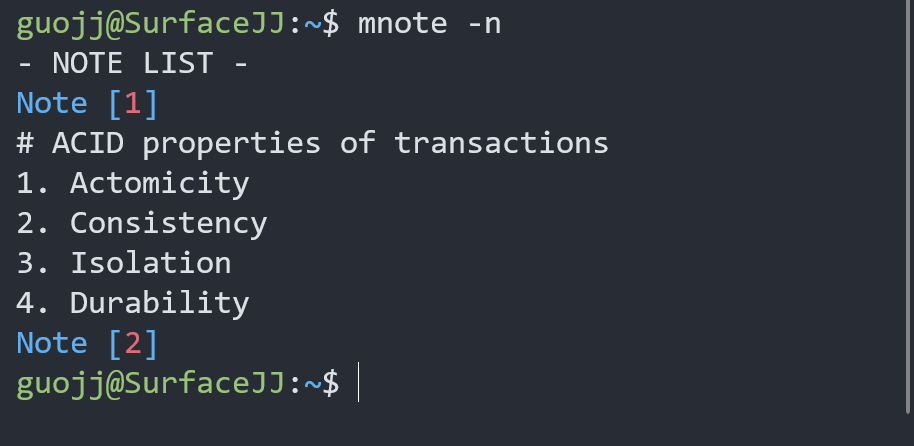 guojj@SurfaceJJ:~$ mnote -n
- NOTE LIST -
Note [1]
# ACID properties of transactions
1. Actomicity
2. Consistency
3. Isolation
4. Durability
Note [2]
guojj@SurfaceJJ:~$